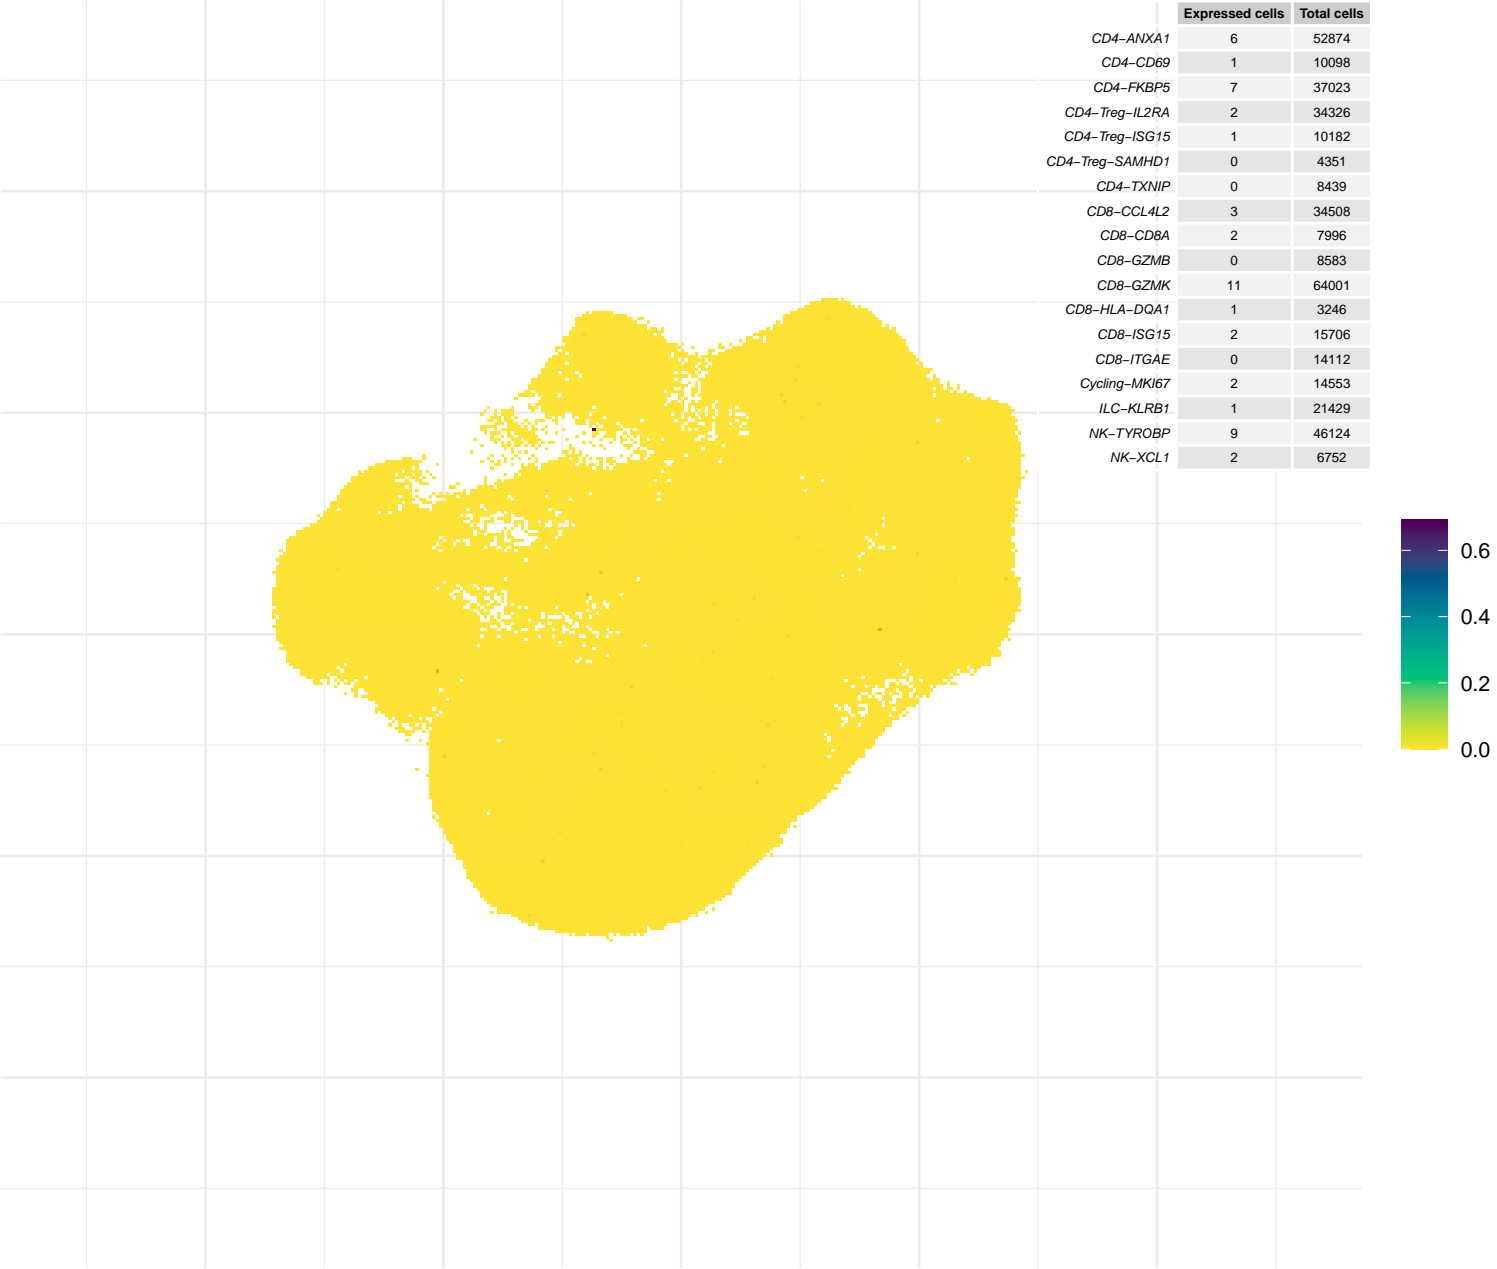 Expressed cells Total cells
CD4−ANXA1 6 52874
CD4−CD69 1 10098
CD4−FKBP5 7 37023
CD4−Treg−IL2RA 2 34326
CD4−Treg−ISG15 1 10182
CD4−Treg−SAMHD1 0 4351
CD4−TXNIP 0 8439
CD8−CCL4L2 3 34508
CD8−CD8A 2 7996
CD8−GZMB 0 8583
CD8−GZMK 11 64001
CD8−HLA−DQA1 1 3246
CD8−ISG15 2 15706
CD8−ITGAE 0 14112
Cycling−MKI67 2 14553
ILC−KLRB1 1 21429
NK−TYROBP 9 46124
NK−XCL1 2 6752
0.6
0.4
0.2
0.0